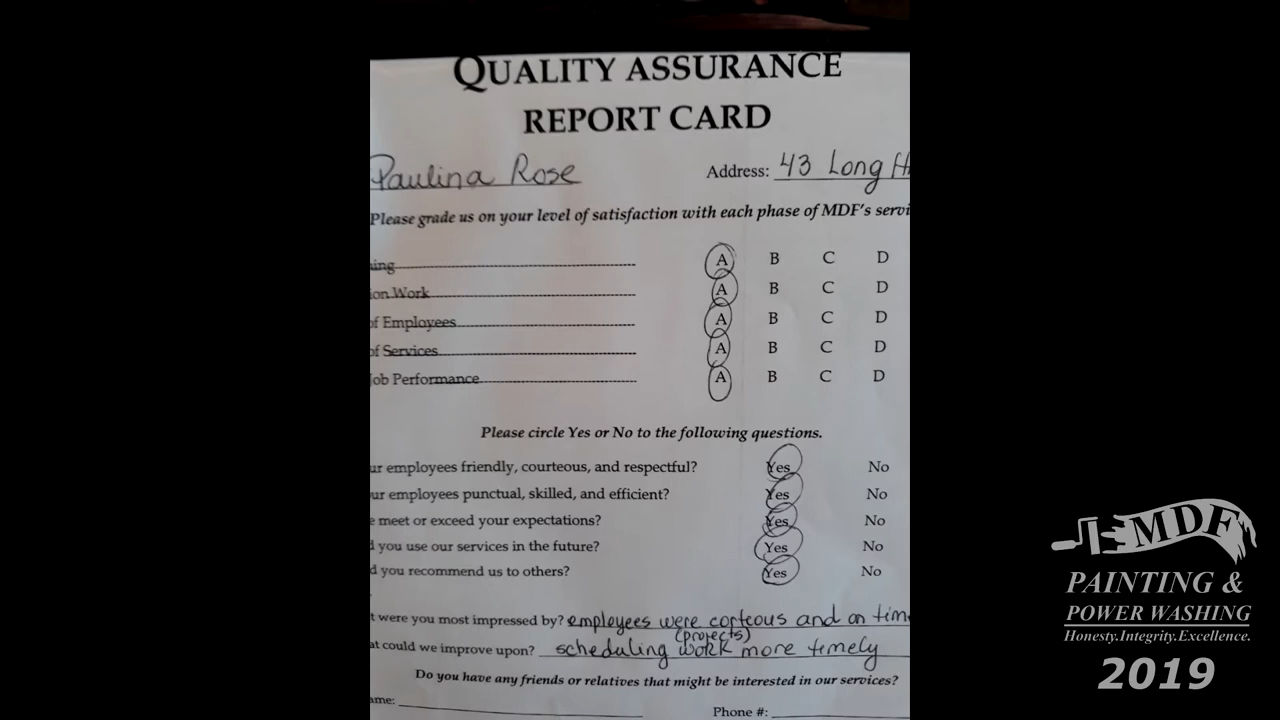 QUALITY ASSURANCE
REPORT CARD
Paulina Rose Address: 43 Long H
Please grade us on your level of satisfaction with each phase of MDF's servi
ing A B C D
ion Work A B C D
of Employees A B C D
of Services A B C D
Job Performance A B C D
Please circle Yes or No to the following questions.
ur employees friendly, courteous, and respectful? Yes No
ur employees punctual, skilled, and efficient? Yes No
e meet or exceed your expectations? Yes No
d you use our services in the future? Yes No
d you recommend us to others? Yes No
t were you most impressed by? employees were corteous and on tim
(projects)
at could we improve upon? scheduling work more timely
Do you have any friends or relatives that might be interested in our services?
ame: Phone #:
MDF
PAINTING &
POWER WASHING
Honesty.Integrity.Excellence.
2019